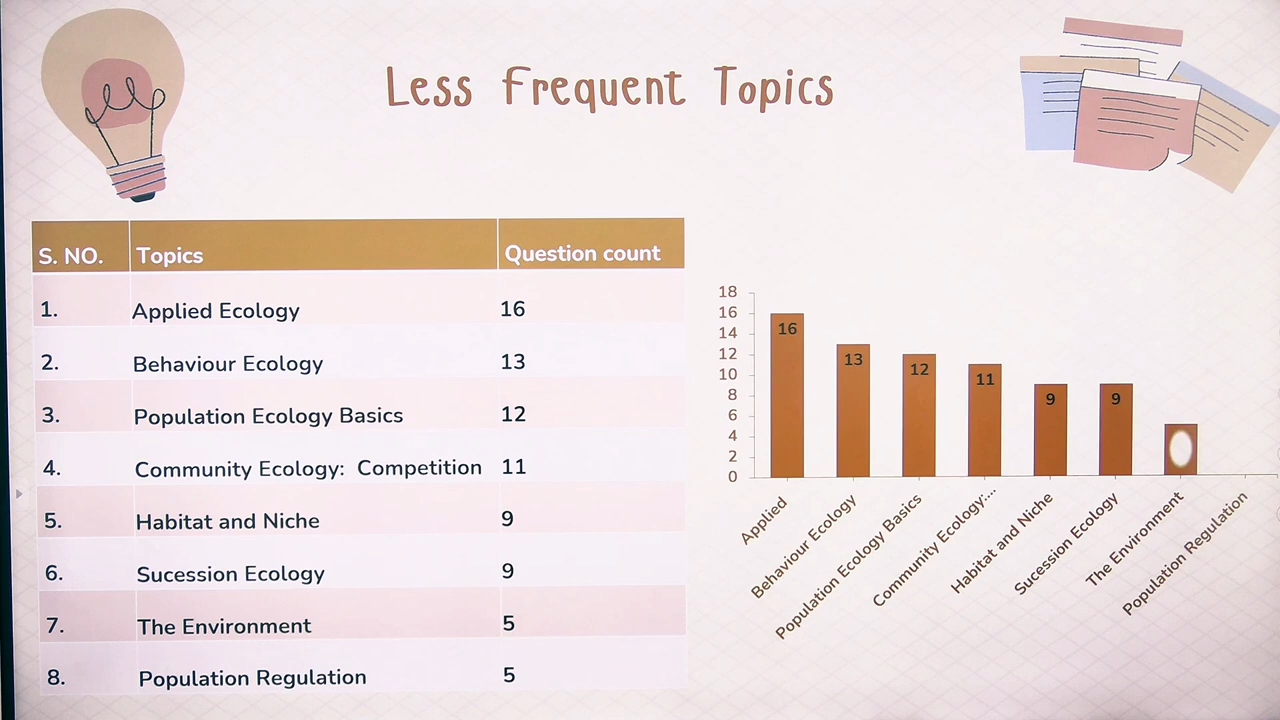 Less Frequent Topics
S. NO. Topics Question count
1. Applied Ecology 16
2. Behaviour Ecology 13
3. Population Ecology Basics 12
4. Community Ecology: Competition 11
5. Habitat and Niche 9
6. Sucession Ecology 9
7. The Environment 5
8. Population Regulation 5
18
16
14
12
10
8
6
4
2
0
16
13
12
11
9
9
Applied
Behaviour Ecology
Population Ecology Basics
Community Ecology:...
Habitat and Niche
Sucession Ecology
The Environment
Population Regulation